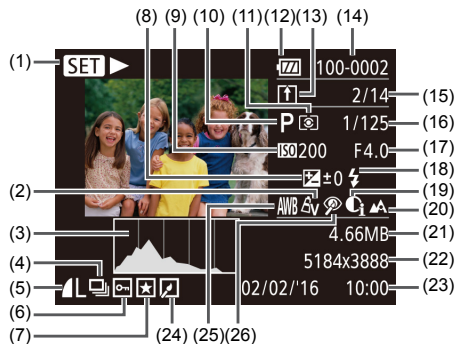 (8) (9) (10) (11) (12)(13) (14)
(1) SET 100-0002
2/14 (15)
P 1/125 (16)
ISO200 F4.0 (17)
±0 (18)
(2) AWB (19)
(20)
(3) 4.66MB (21)
(4) 5184x3888 (22)
(5) L 02/02/'16 10:00 (23)
(6)
(7) (24) (25)(26)